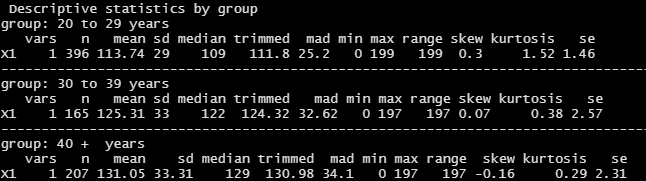 Descriptive statistics by group
group: 20 to 29 years
vars n mean sd median trimmed mad min max range skew kurtosis se
X1 1 396 113.74 29 109 111.8 25.2 0 199 199 0.3 1.52 1.46
------------------------------------------------------------------------
group: 30 to 39 years
vars n mean sd median trimmed mad min max range skew kurtosis se
X1 1 165 125.31 33 122 124.32 32.62 0 197 197 0.07 0.38 2.57
------------------------------------------------------------------------
group: 40 + years
vars n mean sd median trimmed mad min max range skew kurtosis se
X1 1 207 131.05 33.31 129 130.98 34.1 0 197 197 -0.16 0.29 2.31